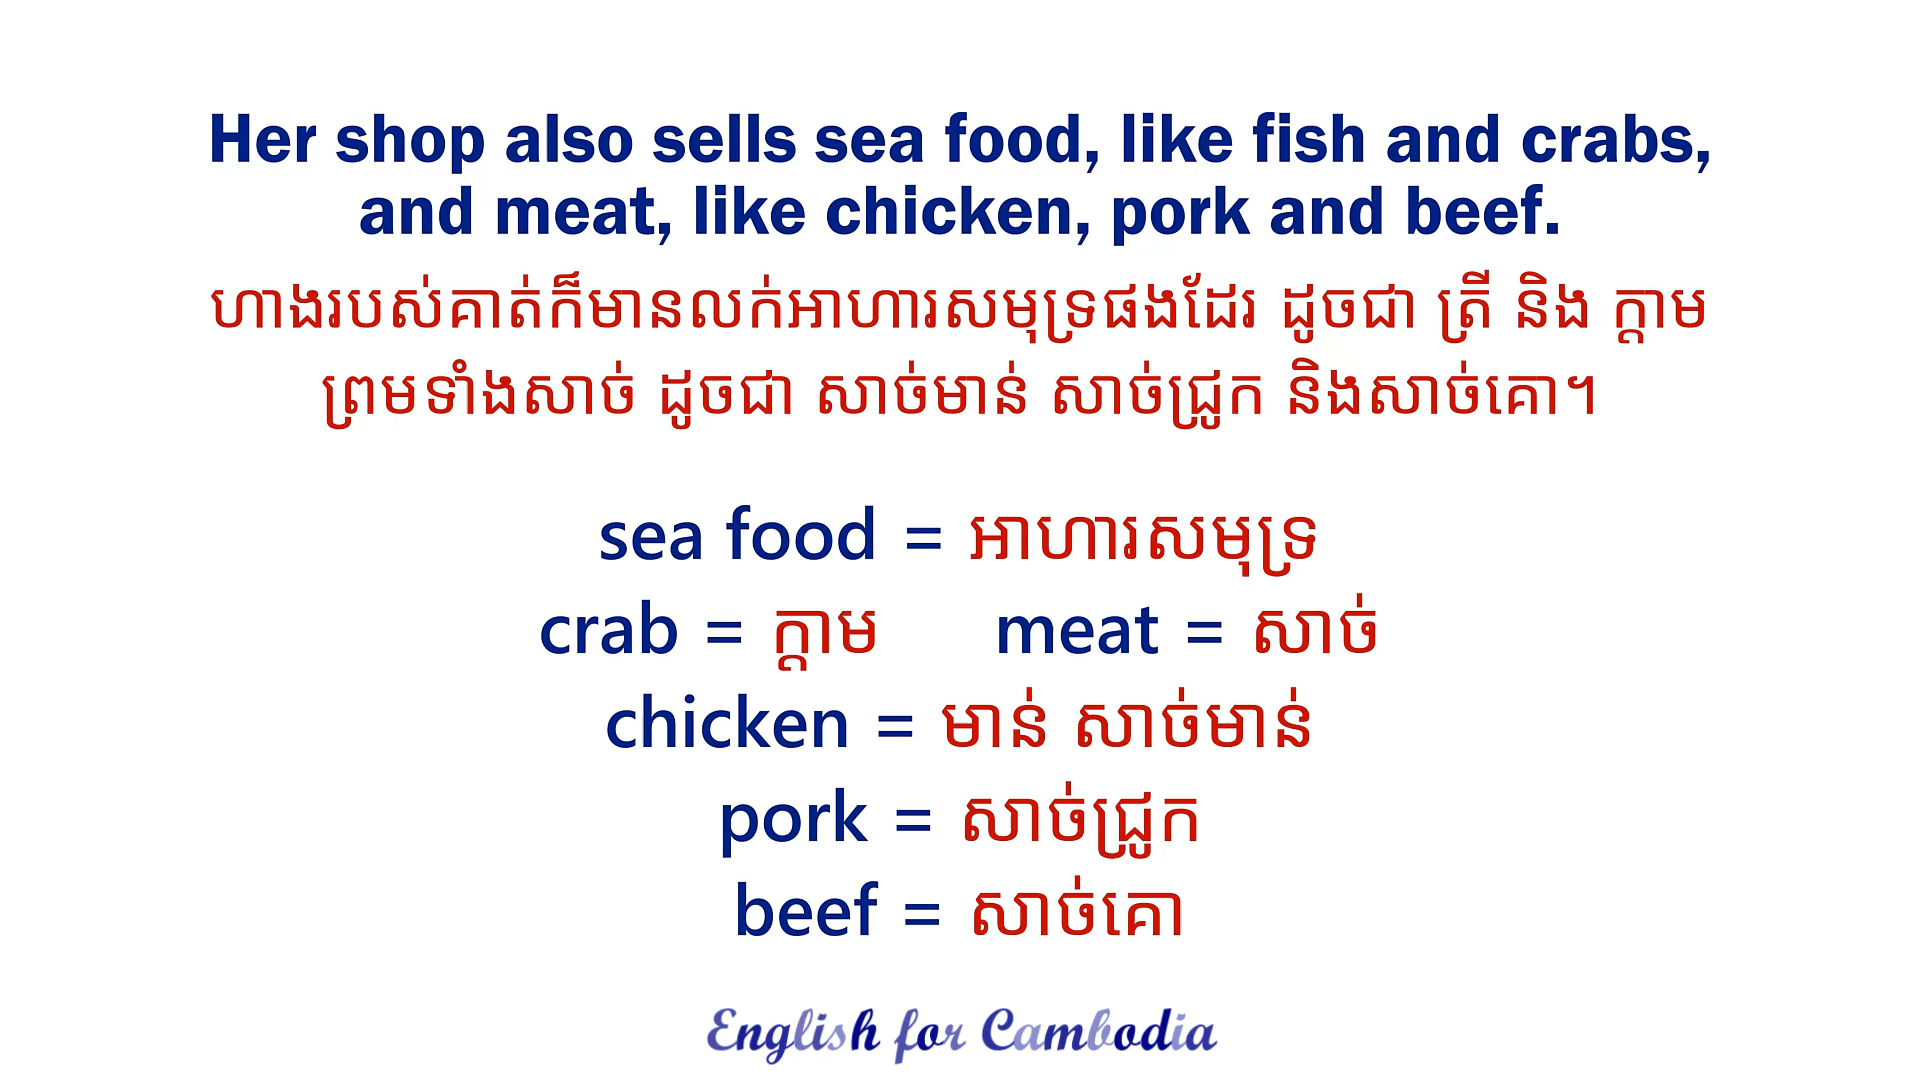 Her shop also sells sea food, like fish and crabs,
and meat, like chicken, pork and beef.
ហាងរបស់គាត់ក៏មានលក់អាហារសមុទ្រផងដែរ ដូចជា ត្រី និង ក្តាម
ព្រមទាំងសាច់ ដូចជា សាច់មាន់ សាច់ជ្រូក និងសាច់គោ។
sea food = អាហារសមុទ្រ
crab = ក្តាម meat = សាច់
chicken = មាន់ សាច់មាន់
pork = សាច់ជ្រូក
beef = សាច់គោ
English for Cambodia